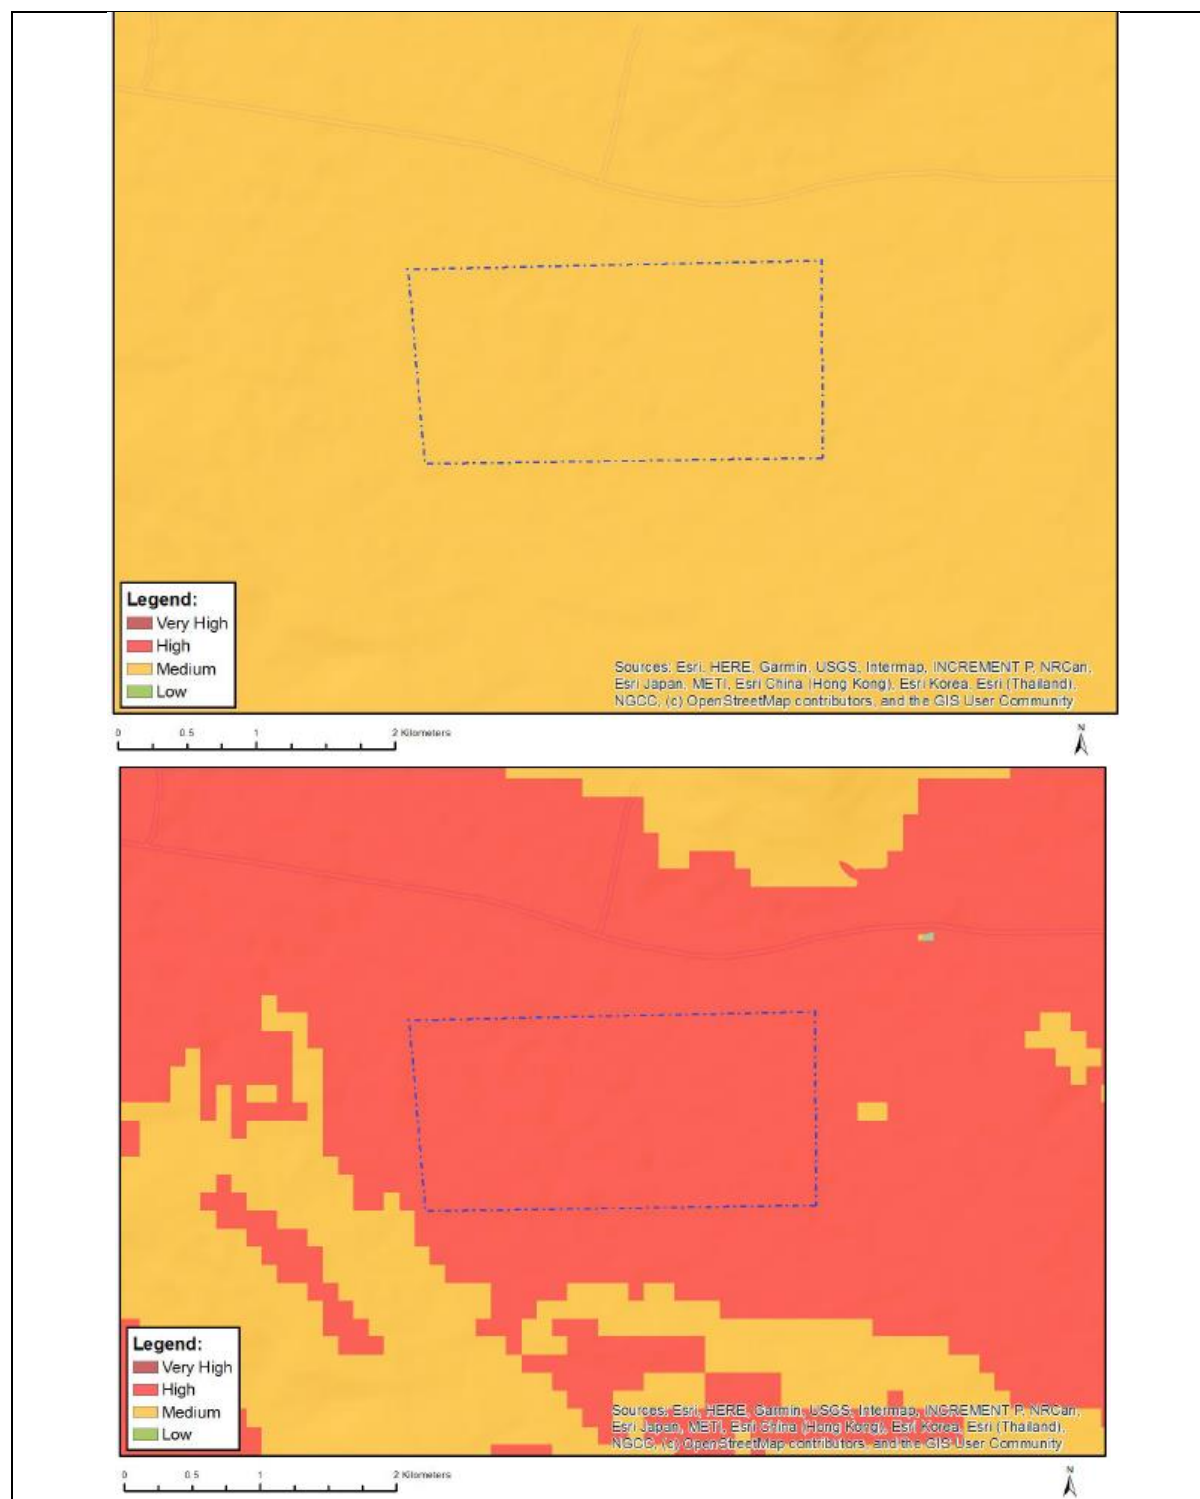 Legend:
Very High
High
Medium
Low
Sources: Esri, HERE, Garmin, USGS, Intermap, INCREMENT P, NRCan,
Esri Japan, METI, Esri China (Hong Kong), Esri Korea, Esri (Thailand),
NGCC, (c) OpenStreetMap contributors, and the GIS User Community
0 0.5 1 2 Kilometers
N
Legend:
Very High
High
Medium
Low
Sources: Esri, HERE, Garmin, USGS, Intermap, INCREMENT P, NRCan,
Esri Japan, METI, Esri China (Hong Kong), Esri Korea, Esri (Thailand),
NGCC, (c) OpenStreetMap contributors, and the GIS User Community
0 0.5 1 2 Kilometers
N